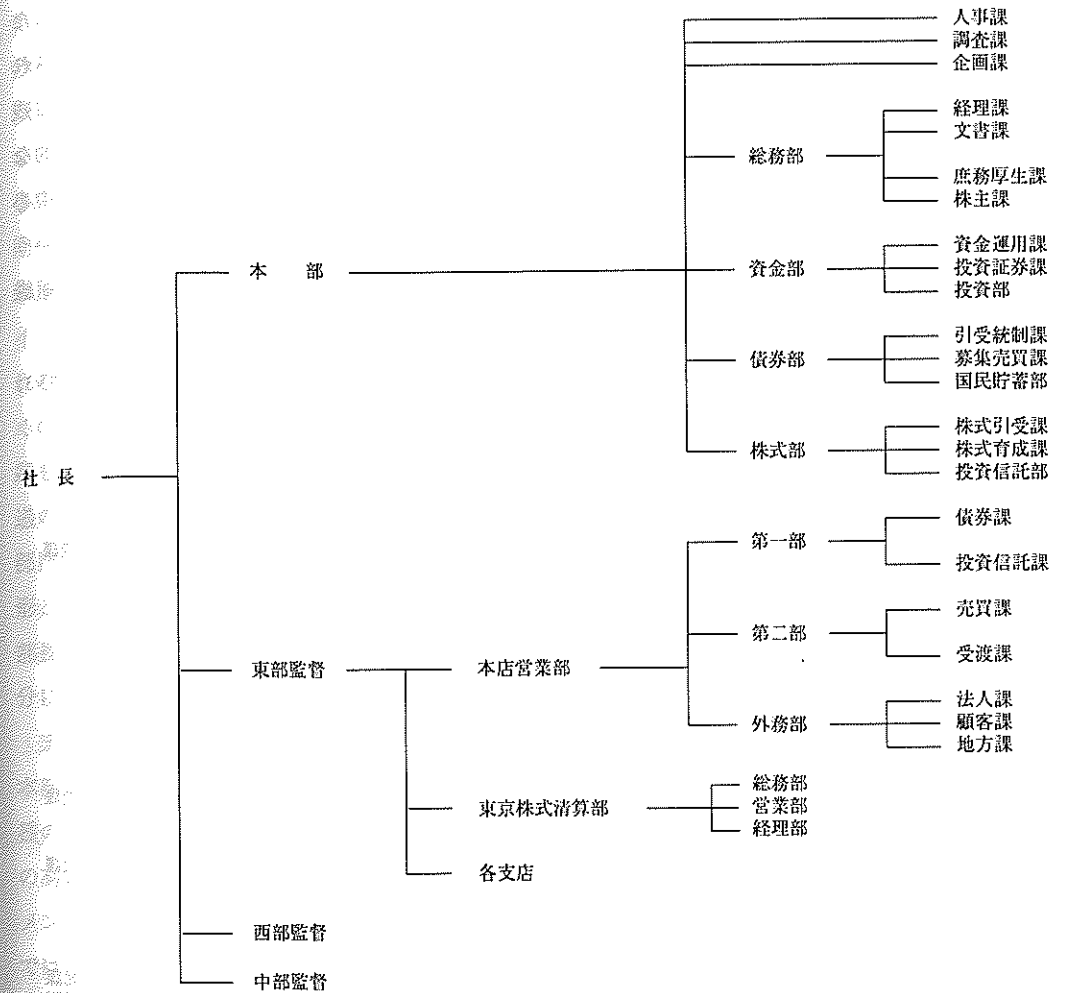 人事課
調査課
企画課
経理課
文書課
総務部
庶務厚生課
株主課
資金運用課
本 部
資金部
投資証券課
投資部
引受統制課
債券部
募集売買課
国民貯蓄部
株式引受課
株式部
株式育成課
投資信託部
社 長
債券課
第一部
投資信託課
売買課
第二部
受渡課
東部監督
本店営業部
法人課
外務部
顧客課
地方課
総務部
東京株式清算部
営業部
経理部
各支店
西部監督
中部監督